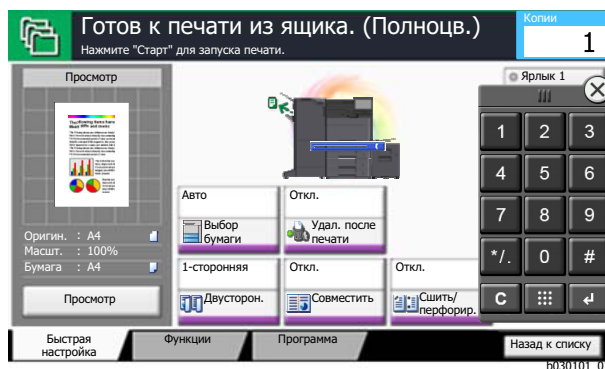 Готов к печати из ящика. (Полноцв.)
Нажмите "Старт" для запуска печати.
Копии
1
Просмотр
Оригин. : A4
Масшт. : 100%
Бумага : A4
Просмотр
Ярлык 1
Авто
Выбор
бумаги
Откл.
Удал. после
печати
1-сторонняя
Двусторон.
Откл.
Совместить
Откл.
Сшить/
перфорир.
1 2 3
4 5 6
7 8 9
*/. 0 #
C
Быстрая
настройка
Функции
Программа
Назад к списку